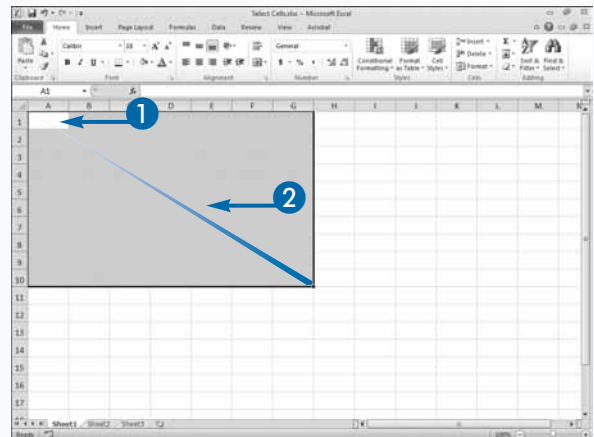 Select Cells.xlsx - Microsoft Excel
File Home Insert Page Layout Formulas Data Review View Acrobat
Paste
Calibri 11 A A
B I U
General
$ % ,
Conditional Formatting
Format as Table
Cell Styles
Insert
Delete
Format
Sort & Filter
Find & Select
Clipboard Font Alignment Number Styles Cells Editing
A1 fx
A B D E F G H I J K L M N
1
2
3
4
5
6
7
8
9
10
11
12
13
14
15
16
17
1
2
Sheet1 Sheet2 Sheet3
Ready 100%